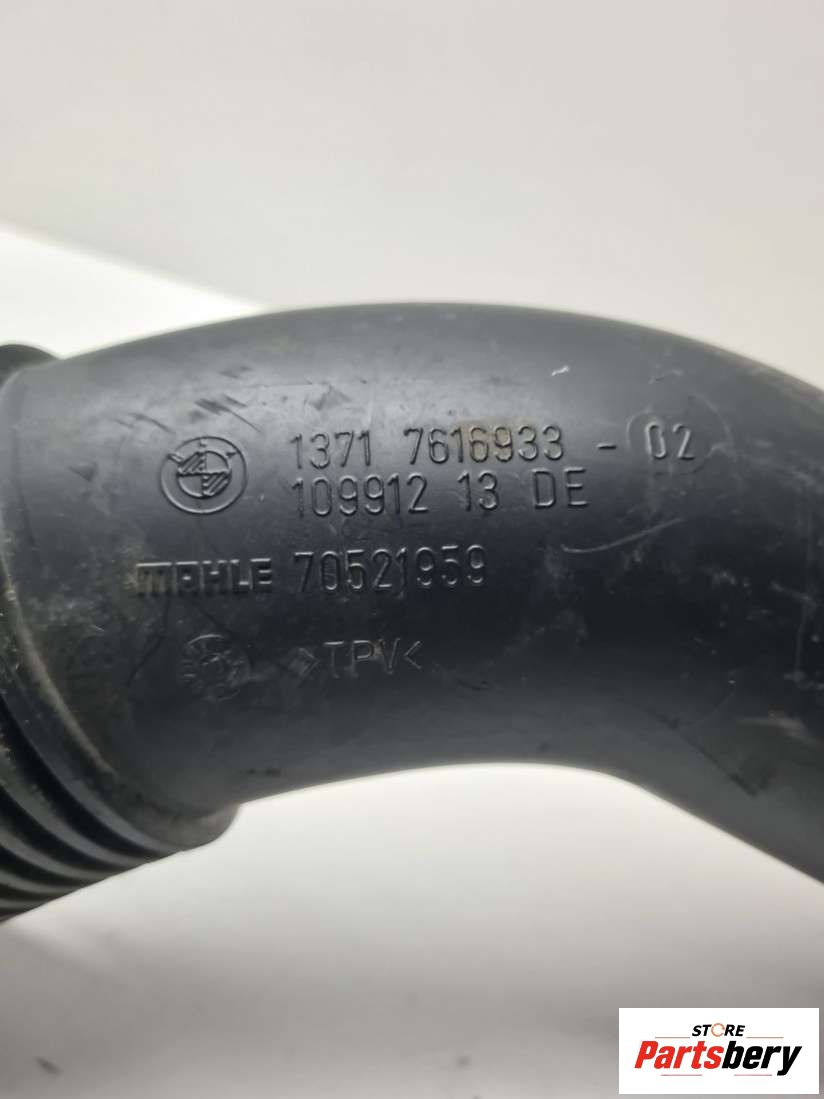 1371 7616933 - 02
109912 13 DE
MAHLE 70521959
>TPV<
STORE
Partsbery